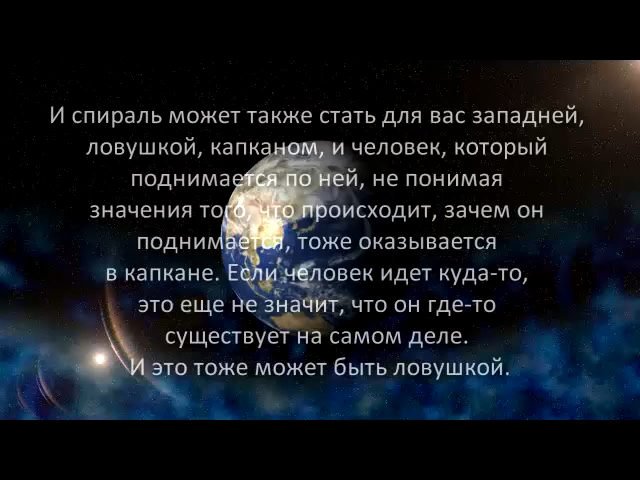 И спираль может также стать для вас западней,
ловушкой, капканом, и человек, который
поднимается по ней, не понимая
значения того, что происходит, зачем он
поднимается, тоже оказывается
в капкане. Если человек идет куда-то,
это еще не значит, что он где-то
существует на самом деле.
И это тоже может быть ловушкой.